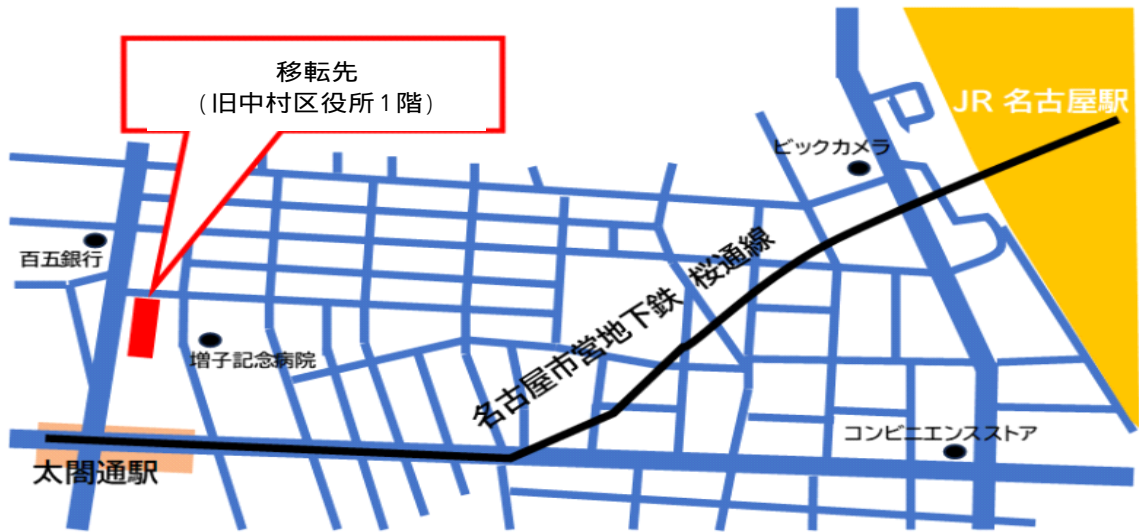 移転先
(旧中村区役所1階)
JR 名古屋駅
ビックカメラ
百五銀行
名古屋市営地下鉄 桜通線
増子記念病院
コンビニエンスストア
太閤通駅